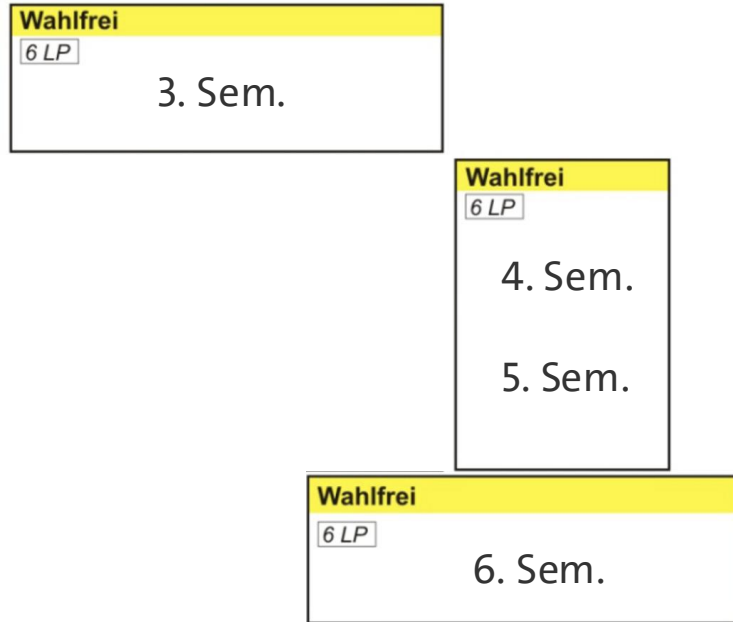 Wahlfrei
6 LP
3. Sem.
Wahlfrei
6 LP
4. Sem.
5. Sem.
Wahlfrei
6 LP
6. Sem.